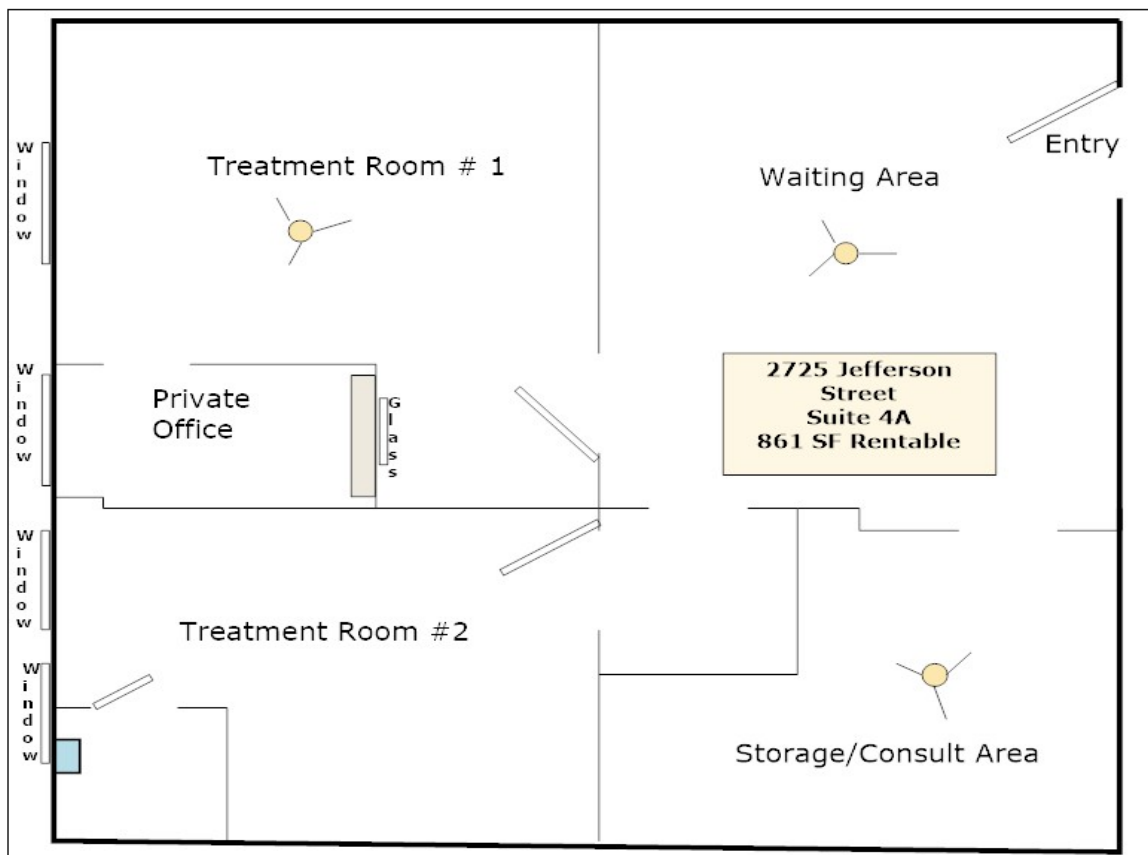 Window
Treatment Room # 1
Waiting Area
Entry
Window
Private
Office
Glass
2725 Jefferson
Street
Suite 4A
861 SF Rentable
Window
Treatment Room #2
Window
Storage/Consult Area